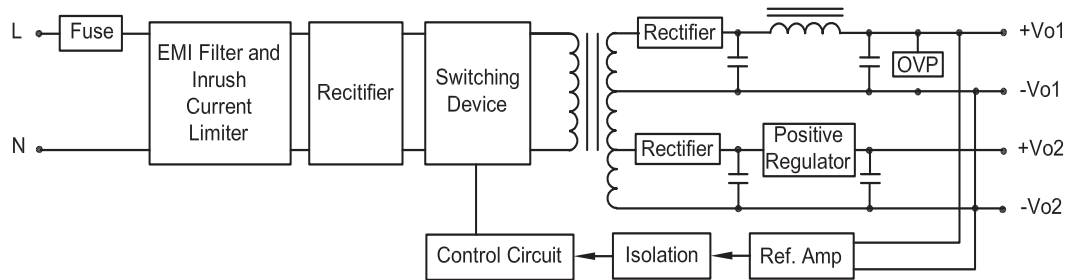 L
Fuse
EMI Filter and
Inrush
Current
Limiter
Recitifier
Switching
Device
Rectifier
OVP
+Vo1
-Vo1
N
Rectifier
Positive
Regulator
+Vo2
-Vo2
Control Circuit
Isolation
Ref. Amp